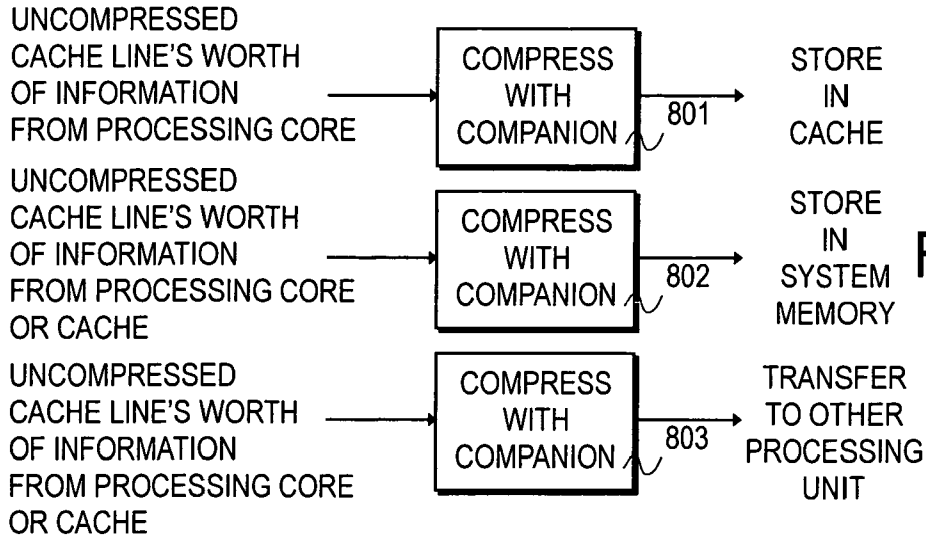 UNCOMPRESSED
CACHE LINE'S WORTH
OF INFORMATION
FROM PROCESSING CORE
COMPRESS
WITH
COMPANION
801
STORE
IN
CACHE
UNCOMPRESSED
CACHE LINE'S WORTH
OF INFORMATION
FROM PROCESSING CORE
OR CACHE
COMPRESS
WITH
COMPANION
802
STORE
IN
SYSTEM
MEMORY
UNCOMPRESSED
CACHE LINE'S WORTH
OF INFORMATION
FROM PROCESSING CORE
OR CACHE
COMPRESS
WITH
COMPANION
803
TRANSFER
TO OTHER
PROCESSING
UNIT